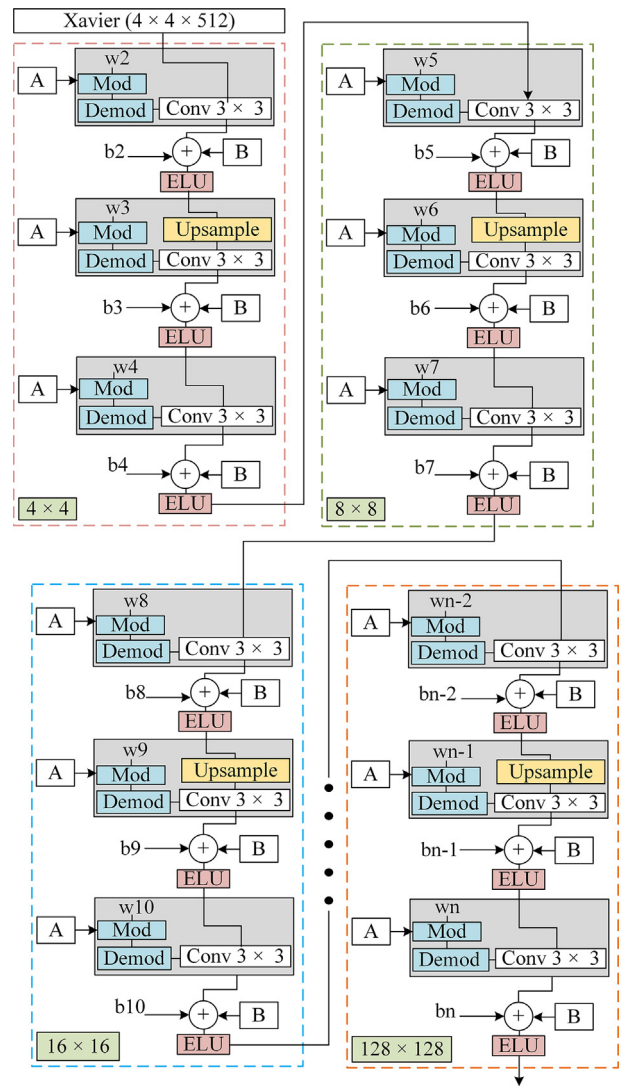 Xavier (4 × 4 × 512)
w2
A
Mod
Demod
Conv 3 × 3
b2
+
B
ELU
w3
A
Mod
Upsample
Demod
Conv 3 × 3
b3
+
B
ELU
w4
A
Mod
Demod
Conv 3 × 3
b4
+
B
4 × 4
ELU
w5
A
Mod
Demod
Conv 3 × 3
b5
+
B
ELU
w6
A
Mod
Upsample
Demod
Conv 3 × 3
b6
+
B
ELU
w7
A
Mod
Demod
Conv 3 × 3
b7
+
B
8 × 8
ELU
w8
A
Mod
Demod
Conv 3 × 3
b8
+
B
ELU
w9
A
Mod
Upsample
Demod
Conv 3 × 3
b9
+
B
ELU
w10
A
Mod
Demod
Conv 3 × 3
b10
+
B
16 × 16
ELU
wn-2
A
Mod
Demod
Conv 3 × 3
bn-2
+
B
ELU
wn-1
A
Mod
Upsample
Demod
Conv 3 × 3
bn-1
+
B
ELU
wn
A
Mod
Demod
Conv 3 × 3
bn
+
B
128 × 128
ELU